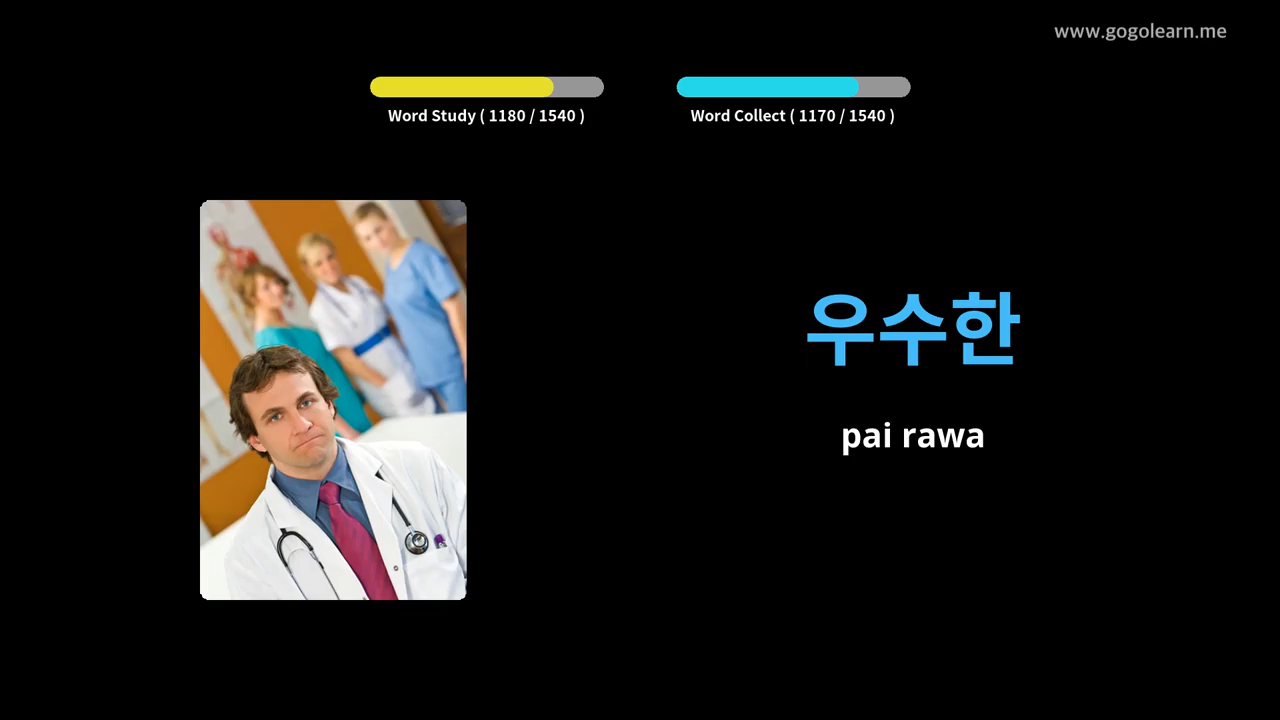 www.gogolearn.me
Word Study ( 1180 / 1540 )
Word Collect ( 1170 / 1540 )
우수한
pai rawa